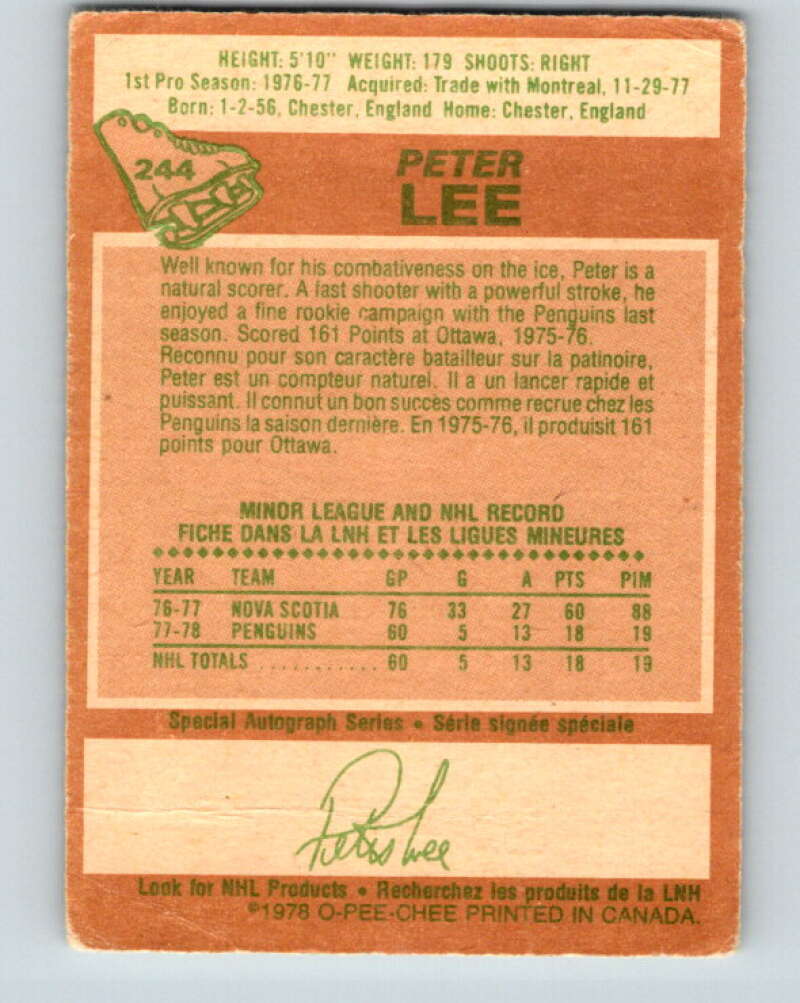 HEIGHT: 5'10" WEIGHT: 179 SHOOTS: RIGHT
1st Pro Season: 1976-77 Acquired: Trade with Montreal, 11-29-77
Born: 1-2-56, Chester, England Home: Chester, England
244
PETER
LEE
Well known for his combativeness on the ice, Peter is a
natural scorer. A fast shooter with a powerful stroke, he
enjoyed a fine rookie campaign with the Penguins last
season. Scored 161 Points at Ottawa, 1975-76.
Reconnu pour son caractère batailleur sur la patinoire,
Peter est un compteur naturel. Il a un lancer rapide et
puissant. Il connut un bon succès comme recrue chez les
Penguins la saison dernière. En 1975-76, il produisit 161
points pour Ottawa.
MINOR LEAGUE AND NHL RECORD
FICHE DANS LA LNH ET LES LIGUES MINEURES
YEAR TEAM GP G A PTS PIM
76-77 NOVA SCOTIA 76 33 27 60 88
77-78 PENGUINS 60 5 13 18 19
NHL TOTALS ............ 60 5 13 18 19
Special Autograph Series • Série signée spéciale
Peter Lee
Look for NHL Products • Recherchez les produits de la LNH
©1978 O-PEE-CHEE PRINTED IN CANADA.